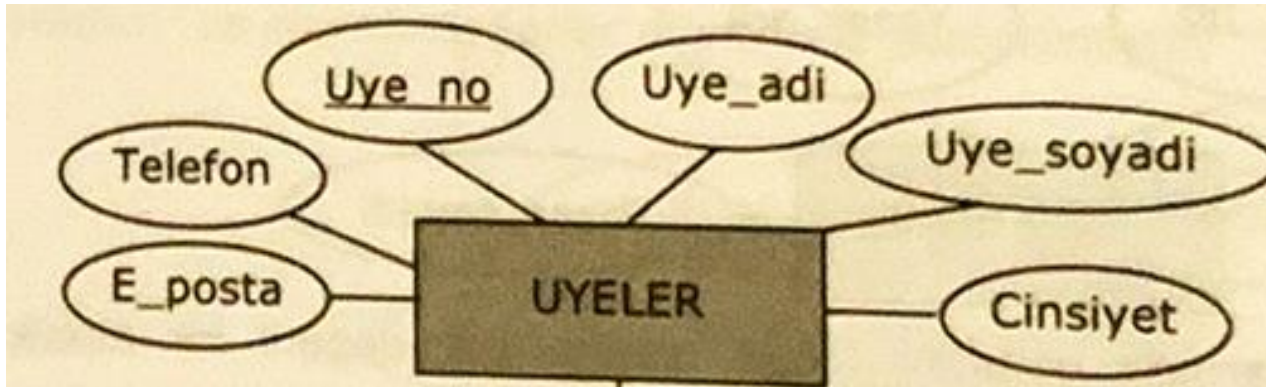 Uye_no
Uye_adi
Uye_soyadi
Telefon
E_posta
UYELER
Cinsiyet